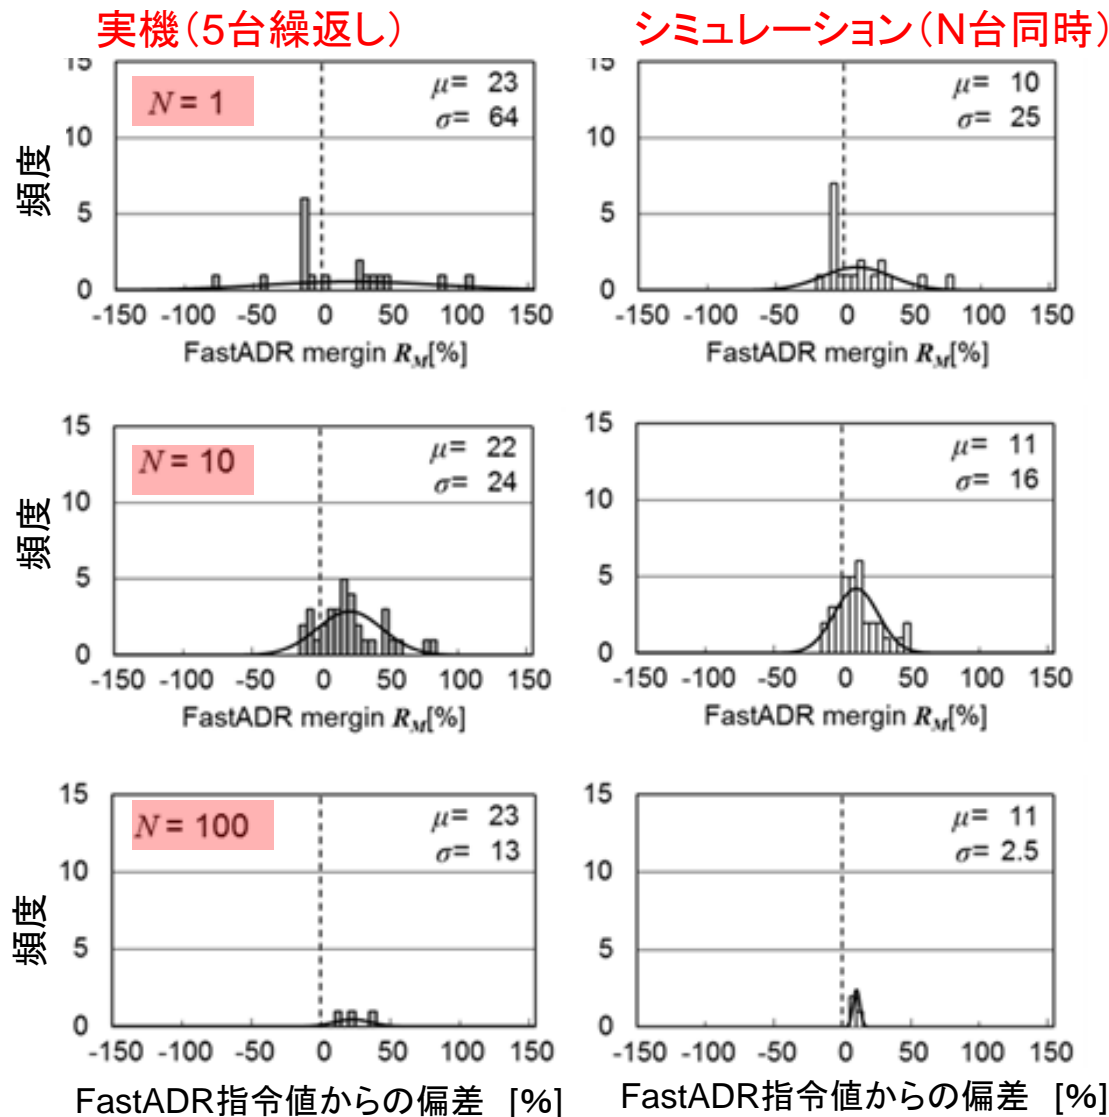 実機(5台繰返し)
シミュレーション(N台同時)
15
10
5
0
頻度
N = 1
μ= 23
σ= 64
-150 -100 -50 0 50 100 150
FastADR mergin R_M[%]
15
10
5
0
μ= 10
σ= 25
-150 -100 -50 0 50 100 150
FastADR mergin R_M[%]
15
10
5
0
頻度
N = 10
μ= 22
σ= 24
-150 -100 -50 0 50 100 150
FastADR mergin R_M[%]
15
10
5
0
μ= 11
σ= 16
-150 -100 -50 0 50 100 150
FastADR mergin R_M[%]
15
10
5
0
頻度
N = 100
μ= 23
σ= 13
-150 -100 -50 0 50 100 150
FastADR指令値からの偏差 [%]
15
10
5
0
μ= 11
σ= 2.5
-150 -100 -50 0 50 100 150
FastADR指令値からの偏差 [%]